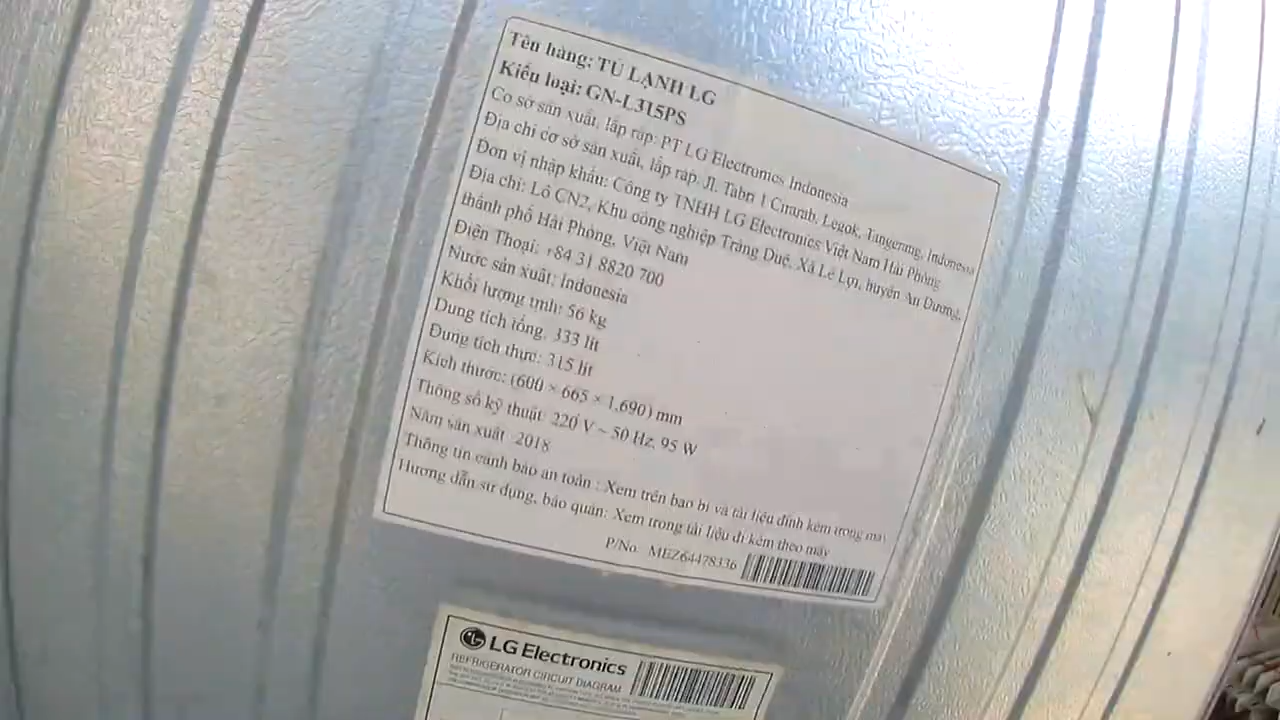 Tên hàng: TỦ LẠNH LG
Kiểu loại: GN-L315PS
Cơ sở sản xuất, lắp ráp: PT LG Electronics Indonesia
Địa chỉ cơ sở sản xuất, lắp ráp: Jl. Tabri 1 Cirarab, Legok, Tangerang, Indonesia
Đơn vị nhập khẩu: Công ty TNHH LG Electronics Việt Nam Hải Phòng
Địa chỉ: Lô CN2, Khu công nghiệp Tràng Duệ, Xã Lê Lợi, huyện An Dương,
thành phố Hải Phòng, Việt Nam
Điện Thoại: +84 31 8820 700
Nước sản xuất: Indonesia
Khối lượng tịnh: 56 kg
Dung tích tổng: 333 lít
Dung tích thực: 315 lít
Kích thước: (600 × 665 × 1,690) mm
Thông số kỹ thuật: 220 V ~ 50 Hz, 95 W
Năm sản xuất: 2018
Thông tin cảnh báo an toàn : Xem trên bao bì và tài liệu đính kèm trong máy
Hướng dẫn sử dụng, bảo quản: Xem trong tài liệu đi kèm theo máy
P/No. MEZ64478336
LG Electronics
REFRIGERATOR CIRCUIT DIAGRAM